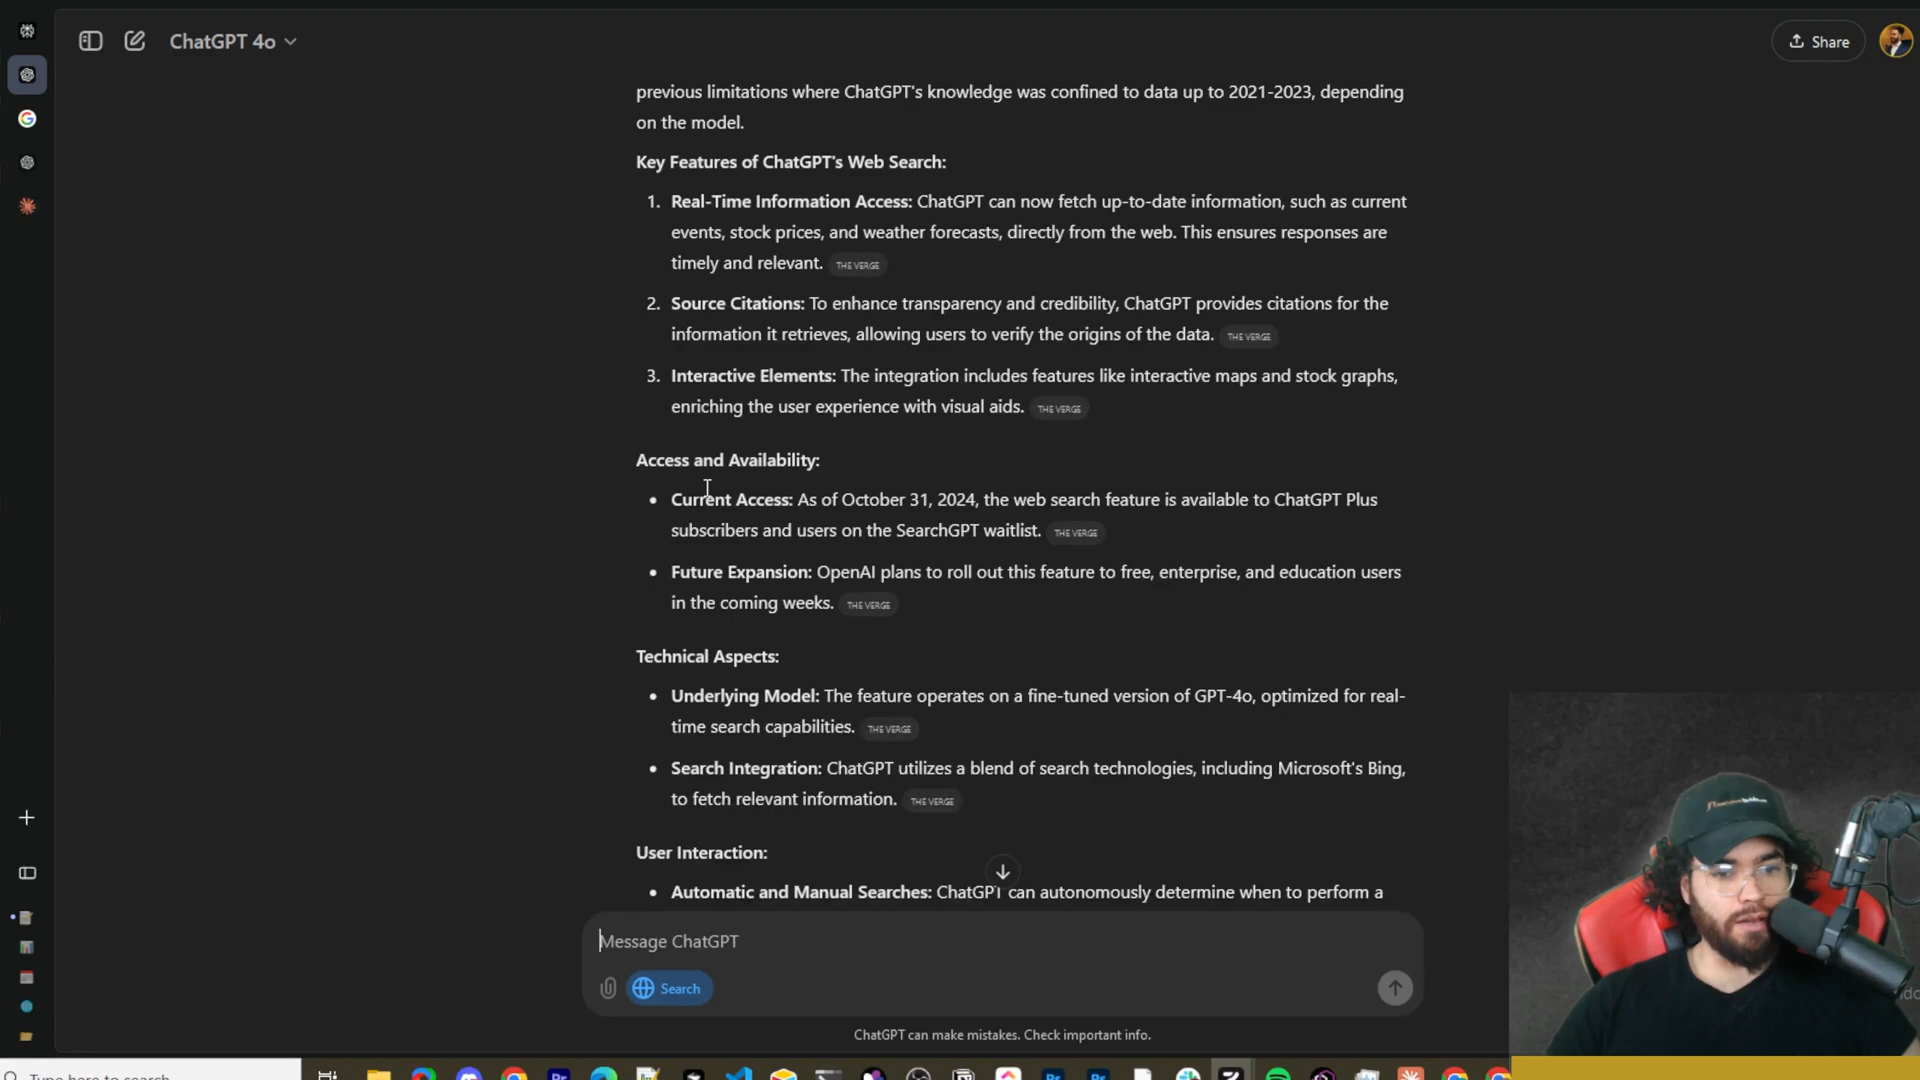 ChatGPT 4o
Share
previous limitations where ChatGPT's knowledge was confined to data up to 2021-2023, depending
on the model.
Key Features of ChatGPT's Web Search:
1. Real-Time Information Access: ChatGPT can now fetch up-to-date information, such as current
events, stock prices, and weather forecasts, directly from the web. This ensures responses are
timely and relevant. THE VERGE
2. Source Citations: To enhance transparency and credibility, ChatGPT provides citations for the
information it retrieves, allowing users to verify the origins of the data. THE VERGE
3. Interactive Elements: The integration includes features like interactive maps and stock graphs,
enriching the user experience with visual aids. THE VERGE
Access and Availability:
• Current Access: As of October 31, 2024, the web search feature is available to ChatGPT Plus
subscribers and users on the SearchGPT waitlist. THE VERGE
• Future Expansion: OpenAI plans to roll out this feature to free, enterprise, and education users
in the coming weeks. THE VERGE
Technical Aspects:
• Underlying Model: The feature operates on a fine-tuned version of GPT-4o, optimized for real-
time search capabilities. THE VERGE
• Search Integration: ChatGPT utilizes a blend of search technologies, including Microsoft's Bing,
to fetch relevant information. THE VERGE
User Interaction:
• Automatic and Manual Searches: ChatGPT can autonomously determine when to perform a
Message ChatGPT
Search
ChatGPT can make mistakes. Check important info.
Type here to search